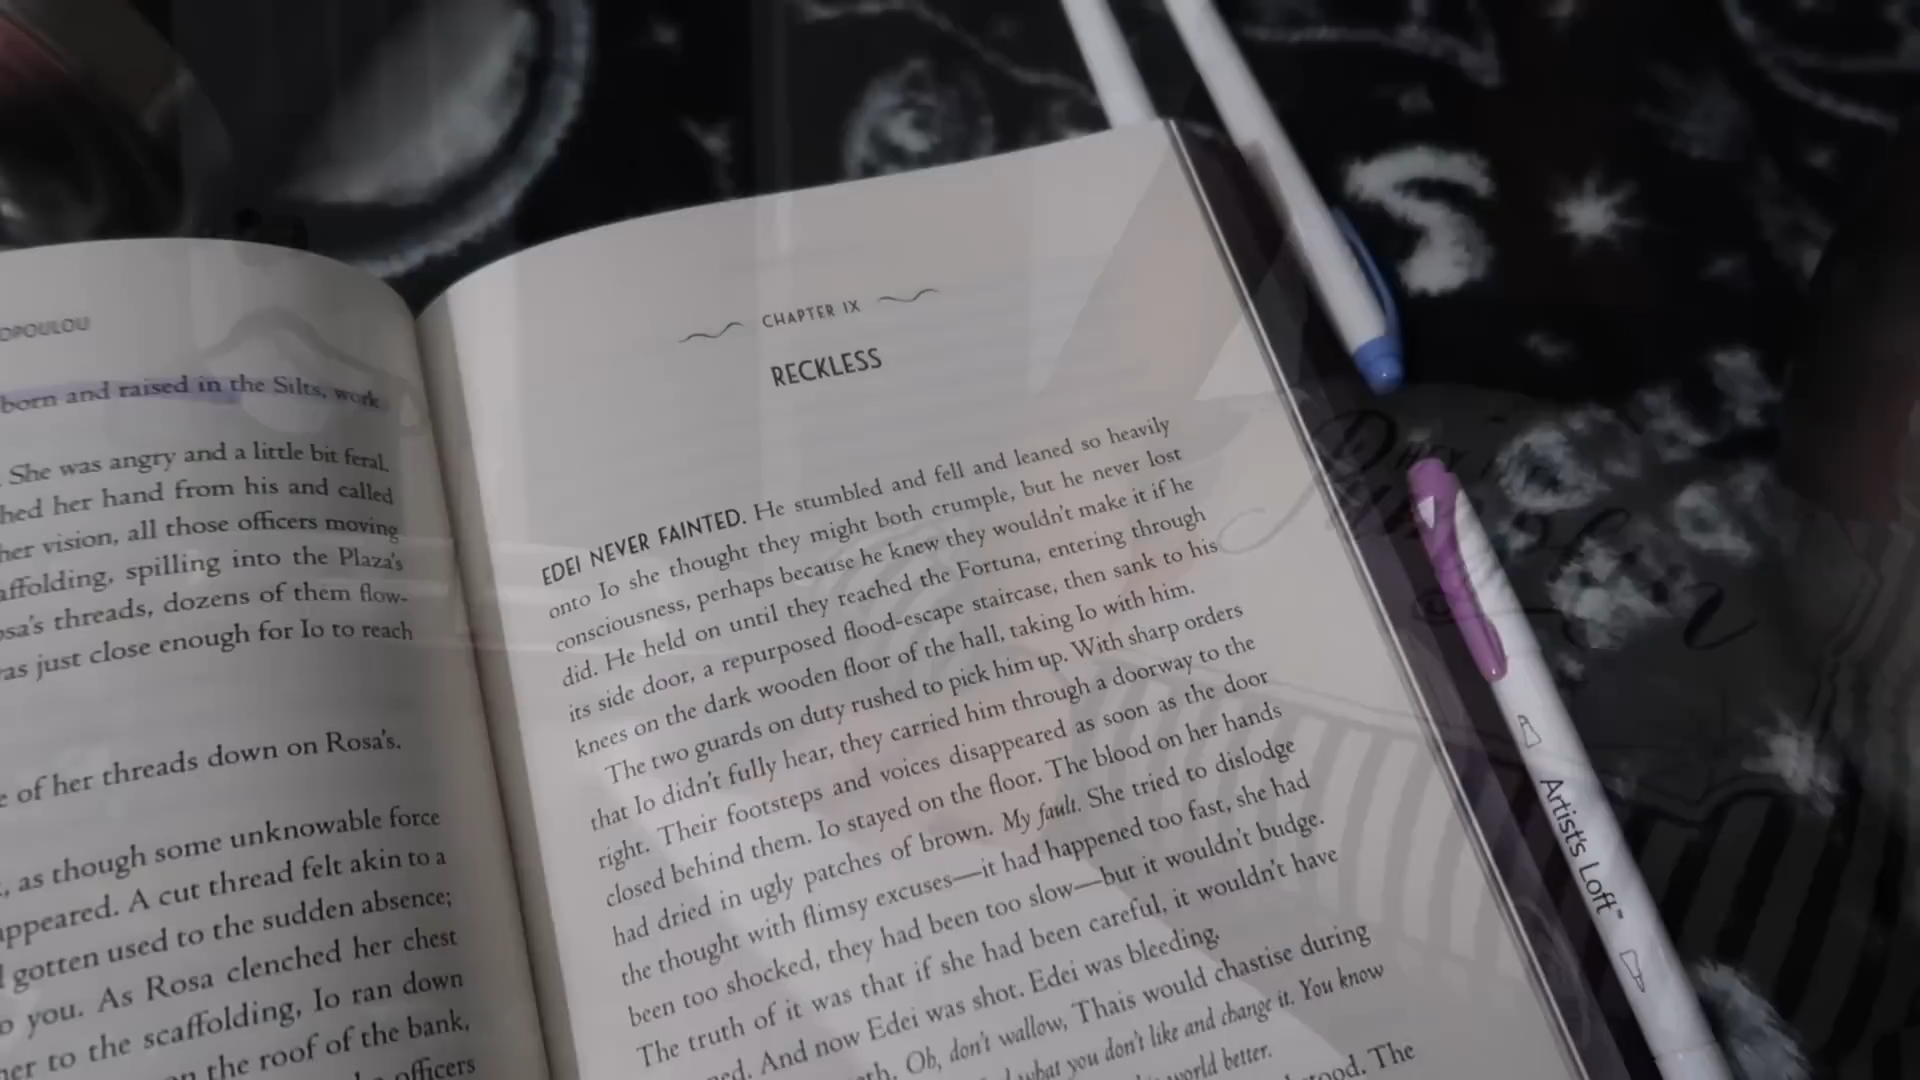 OPOULOU
born and raised in the Silts, work
. She was angry and a little bit feral.
hed her hand from his and called
her vision, all those officers moving
affolding, spilling into the Plaza's
osa's threads, dozens of them flow-
as just close enough for Io to reach
e of her threads down on Rosa's.
, as though some unknowable force
appeared. A cut thread felt akin to a
gotten used to the sudden absence;
o you. As Rosa clenched her chest
er to the scaffolding, Io ran down
on the roof of the bank,
officers
CHAPTER IX
RECKLESS
EDEI NEVER FAINTED. He stumbled and fell and leaned so heavily
onto Io she thought they might both crumple, but he never lost
consciousness, perhaps because he knew they wouldn't make it if he
did. He held on until they reached the Fortuna, entering through
its side door, a repurposed flood-escape staircase, then sank to his
knees on the dark wooden floor of the hall, taking Io with him.
The two guards on duty rushed to pick him up. With sharp orders
that Io didn't fully hear, they carried him through a doorway to the
right. Their footsteps and voices disappeared as soon as the door
closed behind them. Io stayed on the floor. The blood on her hands
had dried in ugly patches of brown. My fault. She tried to dislodge
the thought with flimsy excuses—it had happened too fast, she had
been too shocked, they had been too slow—but it wouldn't budge.
The truth of it was that if she had been careful, it wouldn't have
ned. And now Edei was shot. Edei was bleeding.
th. Oh, don't wallow, Thais would chastise during
what you don't like and change it. You know
world better.
tood. The
Artist's Loft™